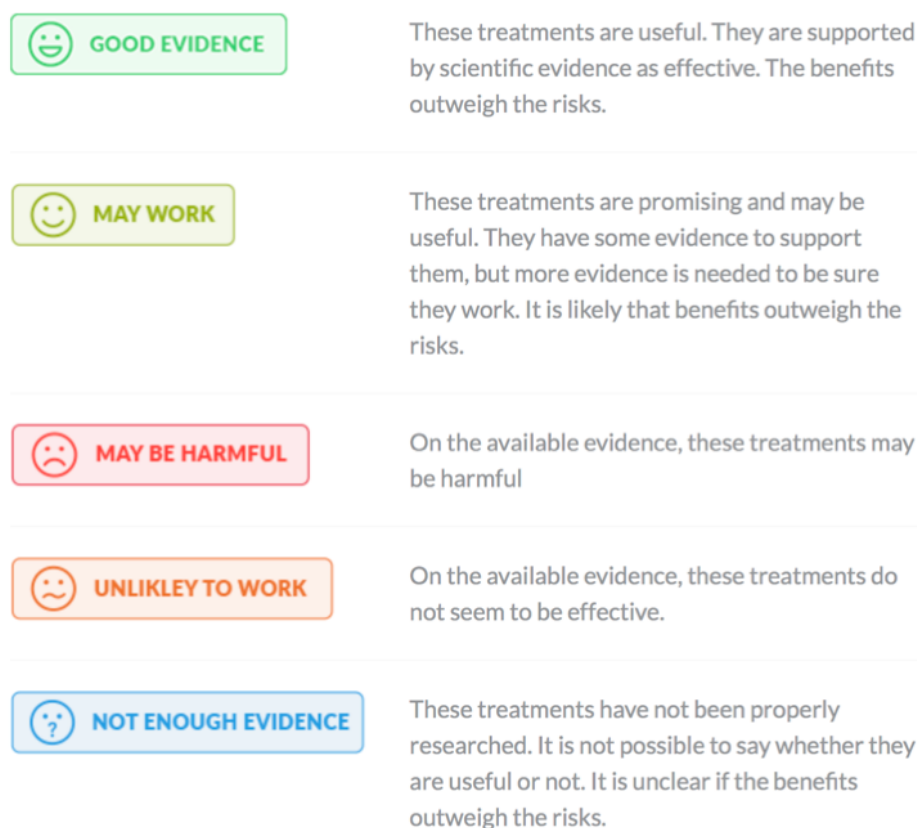 GOOD EVIDENCE
These treatments are useful. They are supported
by scientific evidence as effective. The benefits
outweigh the risks.
MAY WORK
These treatments are promising and may be
useful. They have some evidence to support
them, but more evidence is needed to be sure
they work. It is likely that benefits outweigh the
risks.
MAY BE HARMFUL
On the available evidence, these treatments may
be harmful
UNLIKLEY TO WORK
On the available evidence, these treatments do
not seem to be effective.
NOT ENOUGH EVIDENCE
These treatments have not been properly
researched. It is not possible to say whether they
are useful or not. It is unclear if the benefits
outweigh the risks.